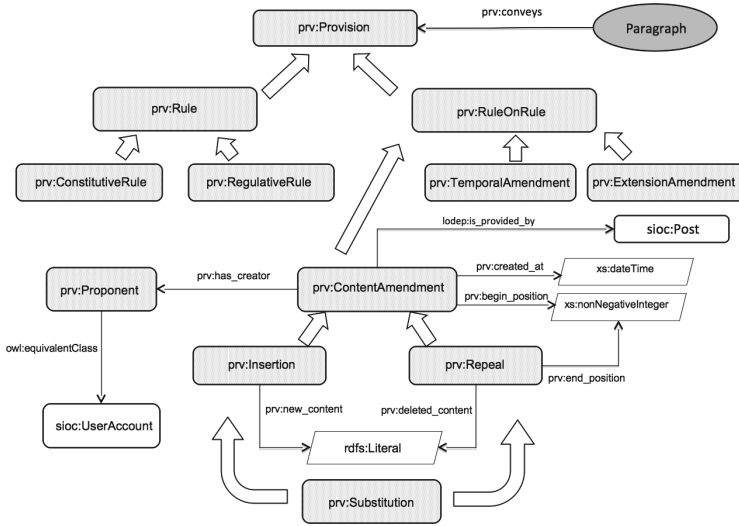 prv:Provision
prv:conveys
Paragraph
prv:Rule
prv:RuleOnRule
prv:ConstitutiveRule
prv:RegulativeRule
prv:TemporalAmendment
prv:ExtensionAmendment
lodep:is_provided_by
sioc:Post
prv:has_creator
prv:created_at
xs:dateTime
prv:Proponent
prv:ContentAmendment
prv:begin_position
xs:nonNegativeInteger
owl:equivalentClass
prv:Insertion
prv:Repeal
prv:end_position
prv:new_content
prv:deleted_content
sioc:UserAccount
rdfs:Literal
prv:Substitution